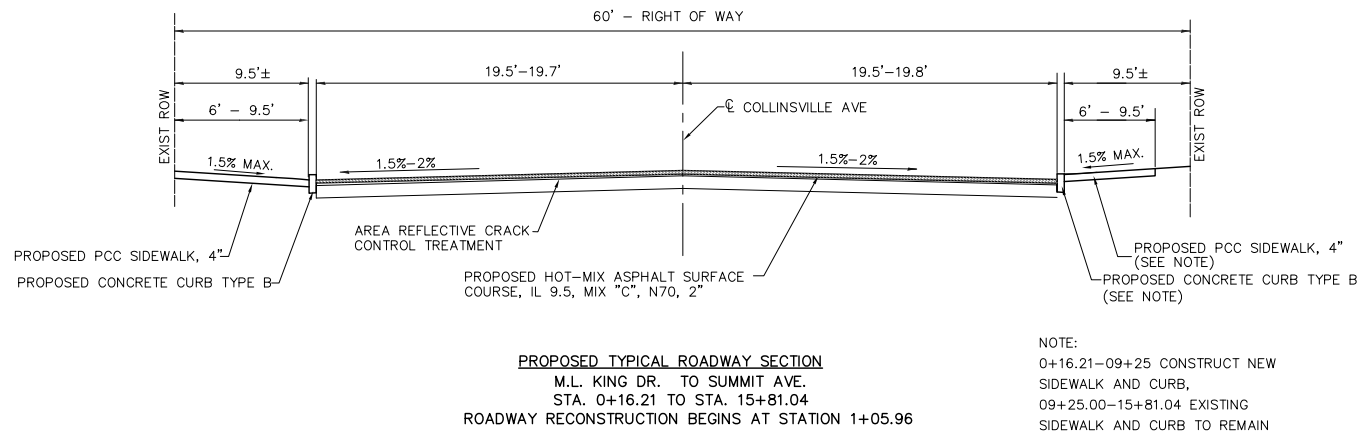 60' – RIGHT OF WAY
9.5'±
19.5'–19.7'
19.5'–19.8'
9.5'±
6' – 9.5'
℄ COLLINSVILLE AVE
6' – 9.5'
EXIST ROW
EXIST ROW
1.5% MAX.
1.5%–2%
1.5%–2%
1.5% MAX.
AREA REFLECTIVE CRACK
CONTROL TREATMENT
PROPOSED PCC SIDEWALK, 4"
PROPOSED CONCRETE CURB TYPE B
PROPOSED HOT–MIX ASPHALT SURFACE
COURSE, IL 9.5, MIX "C", N70, 2"
PROPOSED PCC SIDEWALK, 4"
(SEE NOTE)
PROPOSED CONCRETE CURB TYPE B
(SEE NOTE)
PROPOSED TYPICAL ROADWAY SECTION
M.L. KING DR. TO SUMMIT AVE.
STA. 0+16.21 TO STA. 15+81.04
ROADWAY RECONSTRUCTION BEGINS AT STATION 1+05.96
NOTE:
0+16.21–09+25 CONSTRUCT NEW
SIDEWALK AND CURB,
09+25.00–15+81.04 EXISTING
SIDEWALK AND CURB TO REMAIN